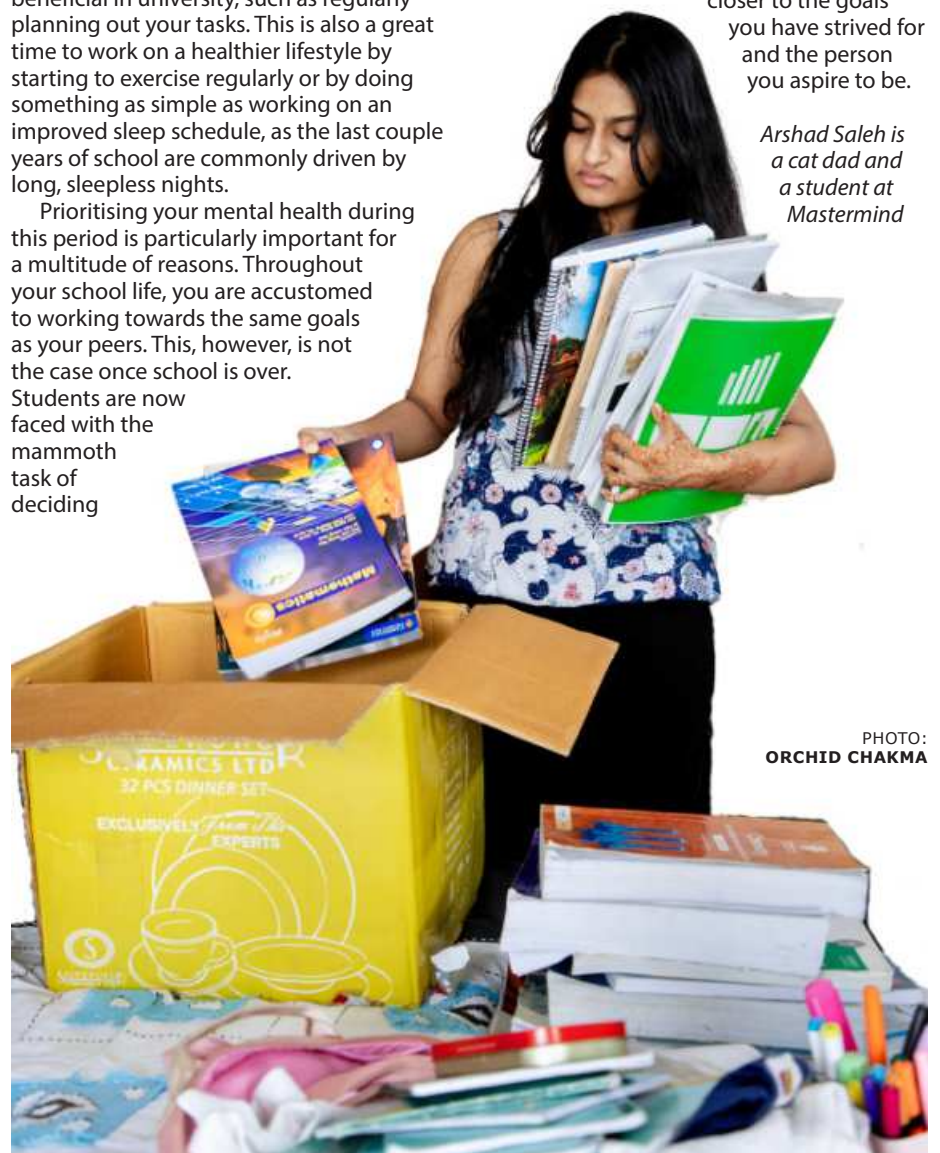 beneficial in university, such as regularly
planning out your tasks. This is also a great
time to work on a healthier lifestyle by
starting to exercise regularly or by doing
something as simple as working on an
improved sleep schedule, as the last couple
years of school are commonly driven by
long, sleepless nights.
Prioritising your mental health during
this period is particularly important for
a multitude of reasons. Throughout
your school life, you are accustomed
to working towards the same goals
as your peers. This, however, is not
the case once school is over.
Students are now
faced with the
mammoth
task of
deciding
closer to the goals
you have strived for
and the person
you aspire to be.
Arshad Saleh is
a cat dad and
a student at
Mastermind
PHOTO:
ORCHID CHAKMA
Mathematics
CERAMICS LTD
32 PCS DINNER SET
EXCLUSIVELY From The
EXPERTS